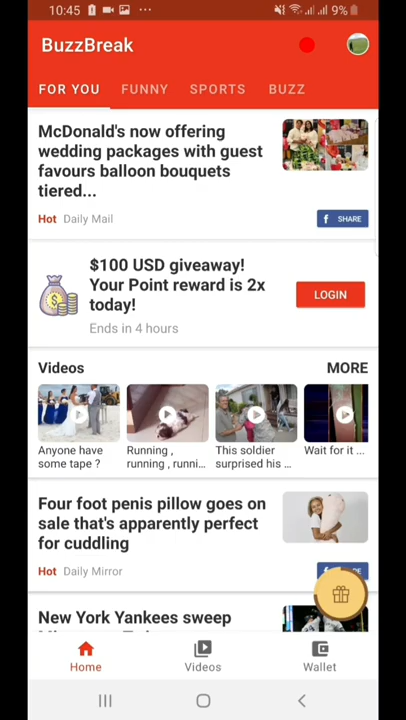 10:45
9%
BuzzBreak
FOR YOU FUNNY SPORTS BUZZ
McDonald's now offering
wedding packages with guest
favours balloon bouquets
tiered...
Hot Daily Mail
f SHARE
$100 USD giveaway!
Your Point reward is 2x
today!
Ends in 4 hours
LOGIN
Videos
MORE
Anyone have
some tape ?
Running ,
running , runni...
This soldier
surprised his ...
Wait for it ...
Four foot penis pillow goes on
sale that's apparently perfect
for cuddling
Hot Daily Mirror
New York Yankees sweep
Home
Videos
Wallet